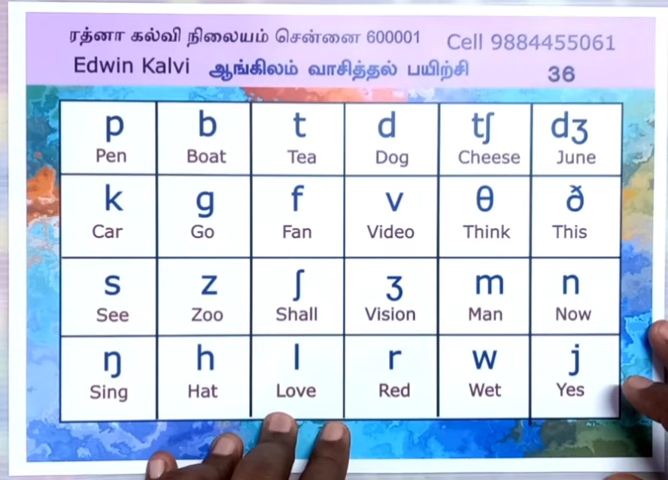 ரத்னா கல்வி நிலையம் சென்னை 600001 Cell 9884455061
Edwin Kalvi ஆங்கிலம் வாசித்தல் பயிற்சி 36
p b t d tʃ dʒ
Pen Boat Tea Dog Cheese June
k g f v θ ð
Car Go Fan Video Think This
s z ʃ ʒ m n
See Zoo Shall Vision Man Now
ŋ h l r w j
Sing Hat Love Red Wet Yes